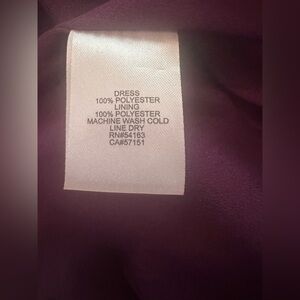 DRESS
100% POLYESTER
LINING
100% POLYESTER
MACHINE WASH COLD
LINE DRY
RN#54163
CA#57151